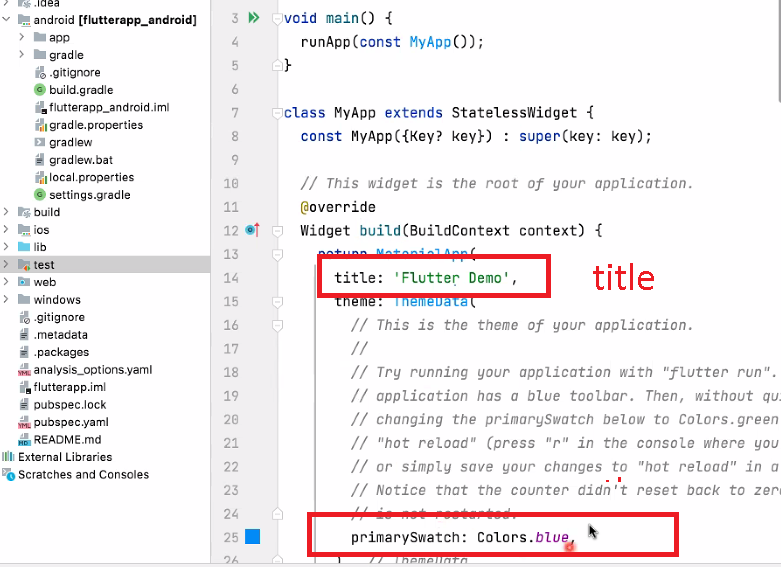 .idea
android [flutterapp_android]
app
gradle
.gitignore
build.gradle
flutterapp_android.iml
gradle.properties
gradlew
gradlew.bat
local.properties
settings.gradle
build
ios
lib
test
web
windows
.gitignore
.metadata
.packages
analysis_options.yaml
flutterapp.iml
pubspec.lock
pubspec.yaml
README.md
External Libraries
Scratches and Consoles
3 void main() {
4 runApp(const MyApp());
5 }
6
7 class MyApp extends StatelessWidget {
8 const MyApp({Key? key}) : super(key: key);
9
10 // This widget is the root of your application.
11 @override
12 Widget build(BuildContext context) {
13 return MaterialApp(
14 title: 'Flutter Demo',
title
15 theme: ThemeData(
16 // This is the theme of your application.
17 //
18 // Try running your application with "flutter run".
19 // application has a blue toolbar. Then, without qui
20 // changing the primarySwatch below to Colors.green
21 // "hot reload" (press "r" in the console where you
22 // or simply save your changes to "hot reload" in a
23 // Notice that the counter didn't reset back to zero
24 // is not restarted.
25 primarySwatch: Colors.blue,
26 ) // ThemeData